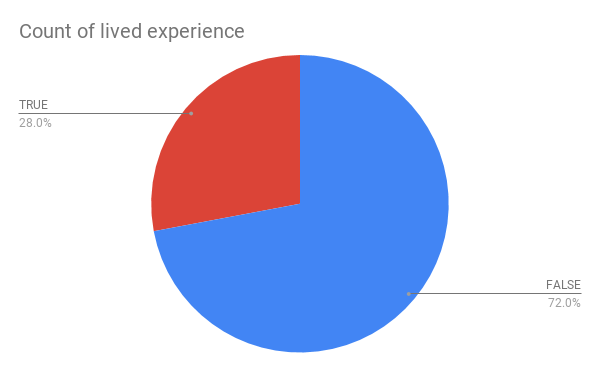 Count of lived experience
TRUE
28.0%
FALSE
72.0%